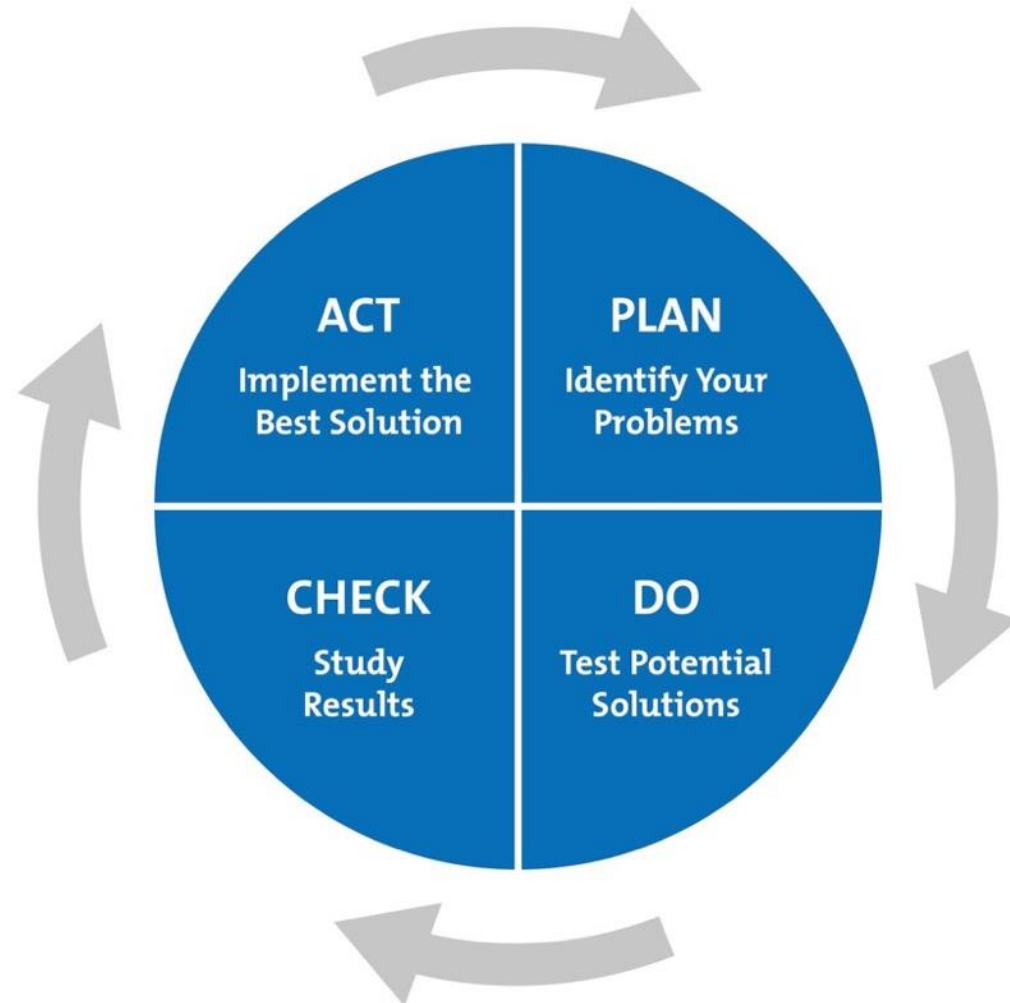 ACT
Implement the
Best Solution
PLAN
Identify Your
Problems
CHECK
Study
Results
DO
Test Potential
Solutions